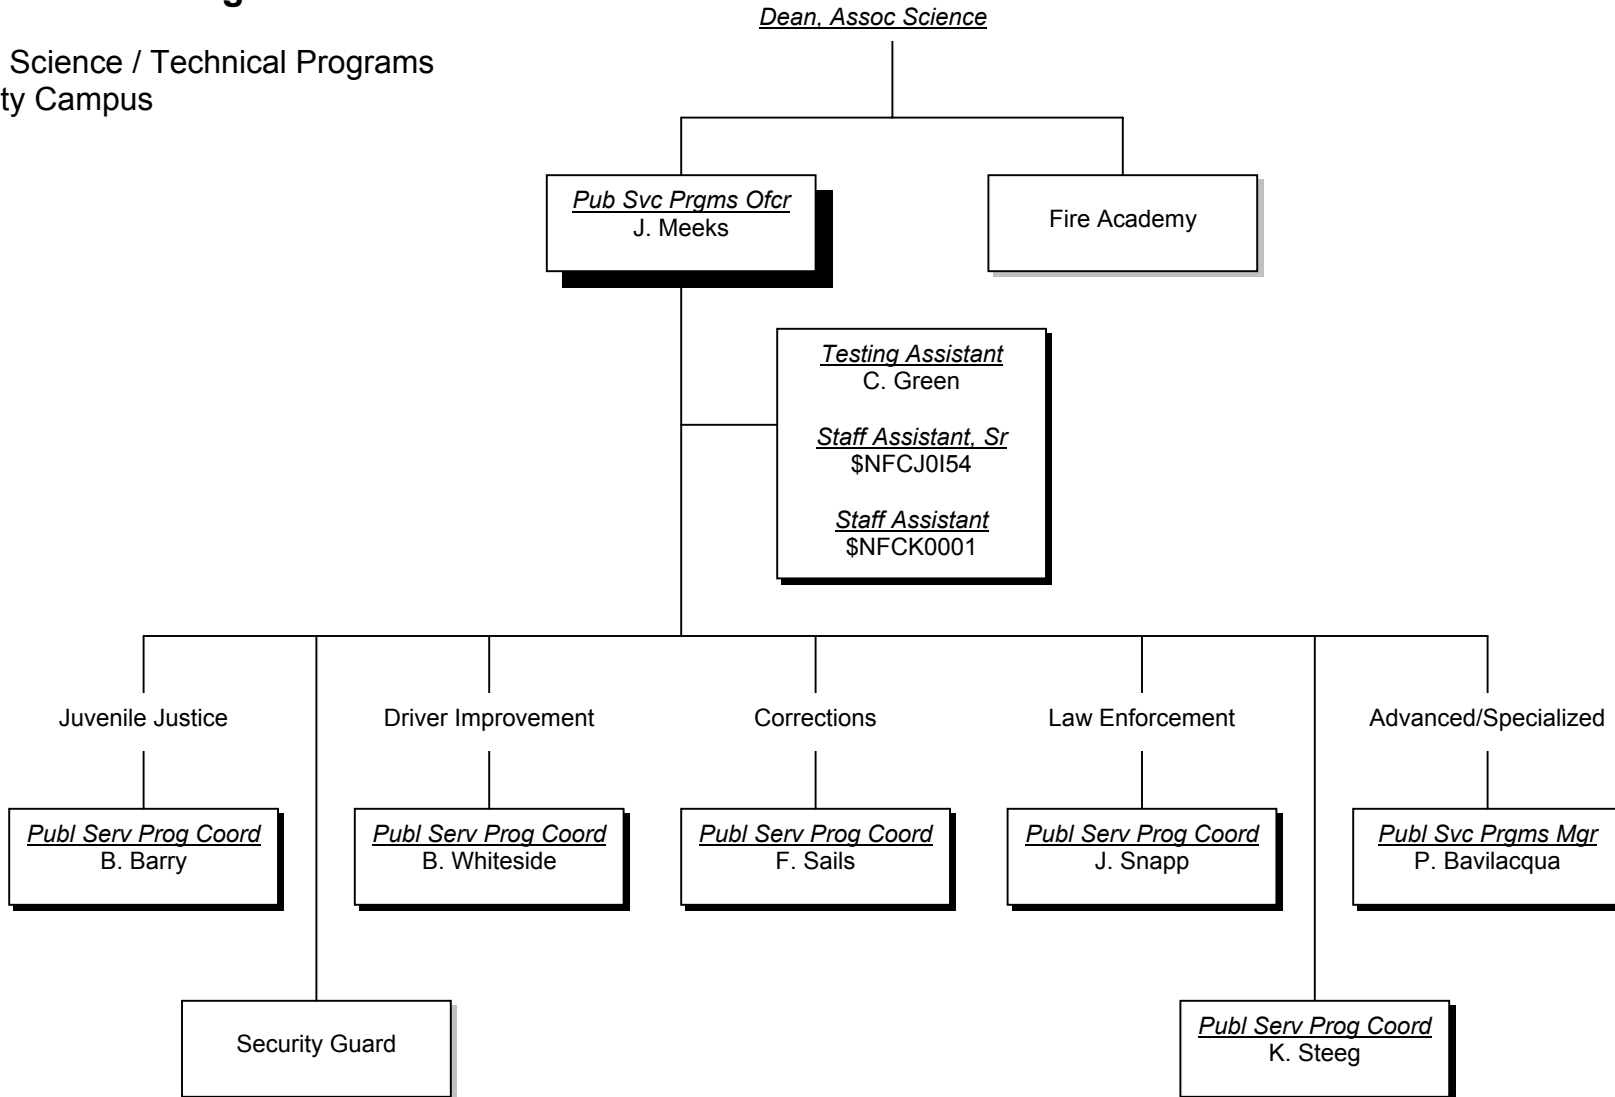 Dean, Assoc Science
Science / Technical Programs
ty Campus
Pub Svc Prgms Ofcr
J. Meeks
Fire Academy
Testing Assistant
C. Green
Staff Assistant, Sr
$NFCJ0I54
Staff Assistant
$NFCK0001
Juvenile Justice
Driver Improvement
Corrections
Law Enforcement
Advanced/Specialized
Publ Serv Prog Coord
B. Barry
Publ Serv Prog Coord
B. Whiteside
Publ Serv Prog Coord
F. Sails
Publ Serv Prog Coord
J. Snapp
Publ Svc Prgms Mgr
P. Bavilacqua
Security Guard
Publ Serv Prog Coord
K. Steeg